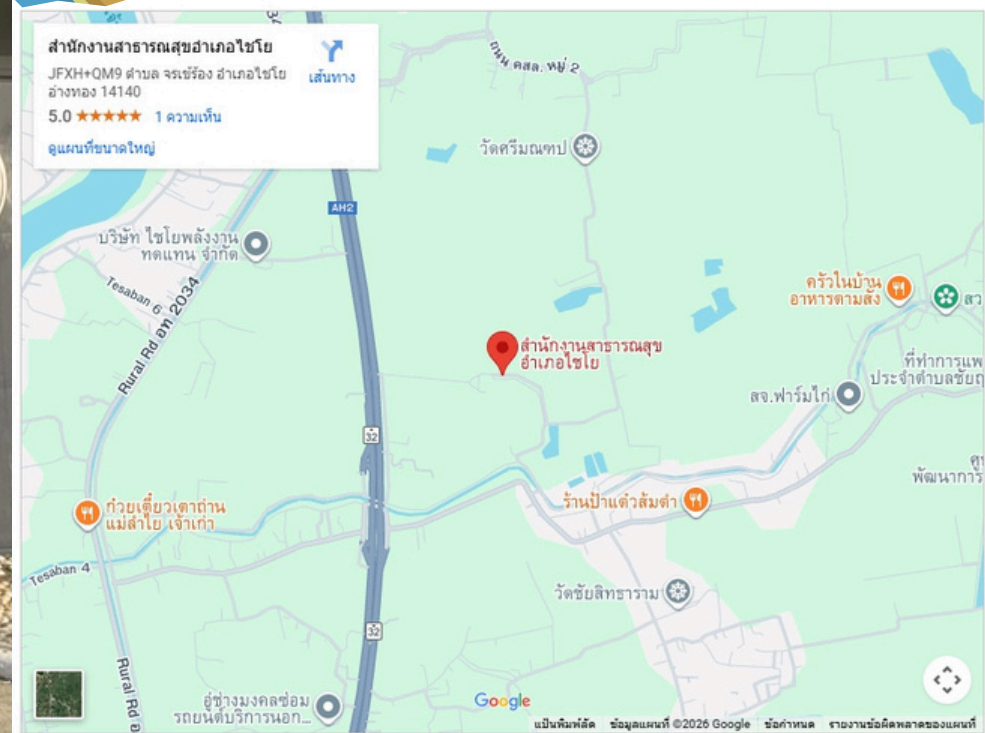 สำนักงานสาธารณสุขอำเภอไชโย
JFXH+QM9 ตำบล จรเข้ร้อง อำเภอไชโย
อ่างทอง 14140
5.0
1 ความเห็น
ดูแผนที่ขนาดใหญ่
เส้นทาง
34
ถนน คสล. หมู่ 2
วัดศรีมณฑป
AH2
บริษัท ไชโยพลังงาน
ทดแทน จำกัด
Tesaban 6
Rural Rd อท 2034
ครัวในบ้าน
อาหารตามสั่ง
สว
สำนักงานสาธารณสุข
อำเภอไชโย
ที่ทำการแพ
ประจำตำบลชัยฤ
สจ.ฟาร์มไก่
32
พัฒนาการ
ร้านป้าแต๋วส้มตำ
ก๋วยเตี๋ยวเตาถ่าน
แม่ลำไย เจ้าเก่า
Tesaban 4
วัดชัยสิทธาราม
32
Rural Rd อ
อู่ช่างมงคลซ่อม
รถยนต์บริการนอก...
Google
แป้นพิมพ์ลัด
ข้อมูลแผนที่ ©2026 Google
ข้อกำหนด
รายงานข้อผิดพลาดของแผนที่